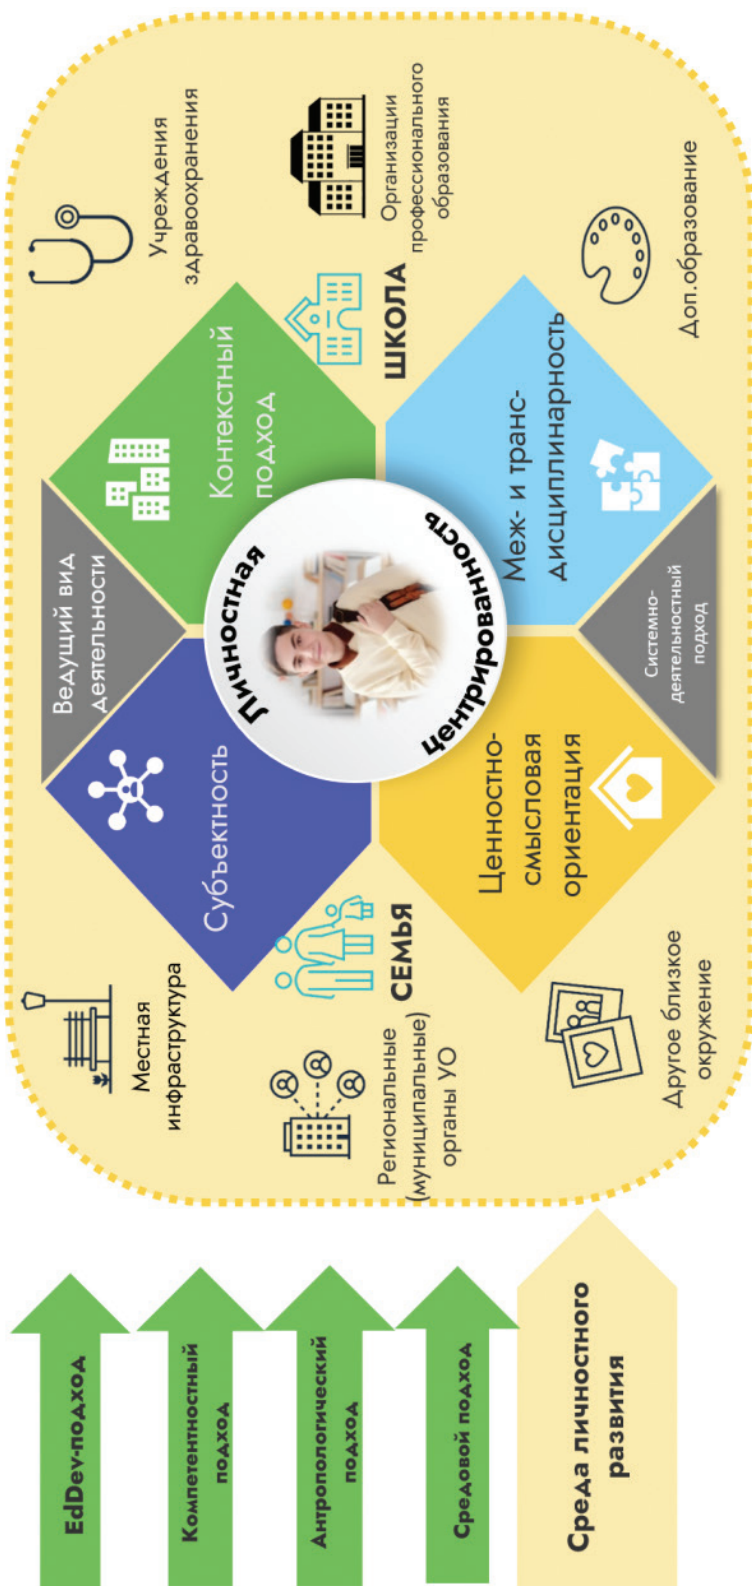 EdDev-подход
Компетентностный
подход
Антропологический
подход
Средовой подход
Среда личностного
развития
Местная
инфраструктура
Региональные
(муниципальные)
органы УО
СЕМЬЯ
Другое близкое
окружение
Субъектность
Ценностно-
смысловая
ориентация
Ведущий вид
деятельности
Личностная
центрированность
Системно-
деятельностный
подход
Контекстный
подход
Меж- и транс-
дисциплинарность
Учреждения
здравоохранения
ШКОЛА
Организации
профессионального
образования
Доп.образование